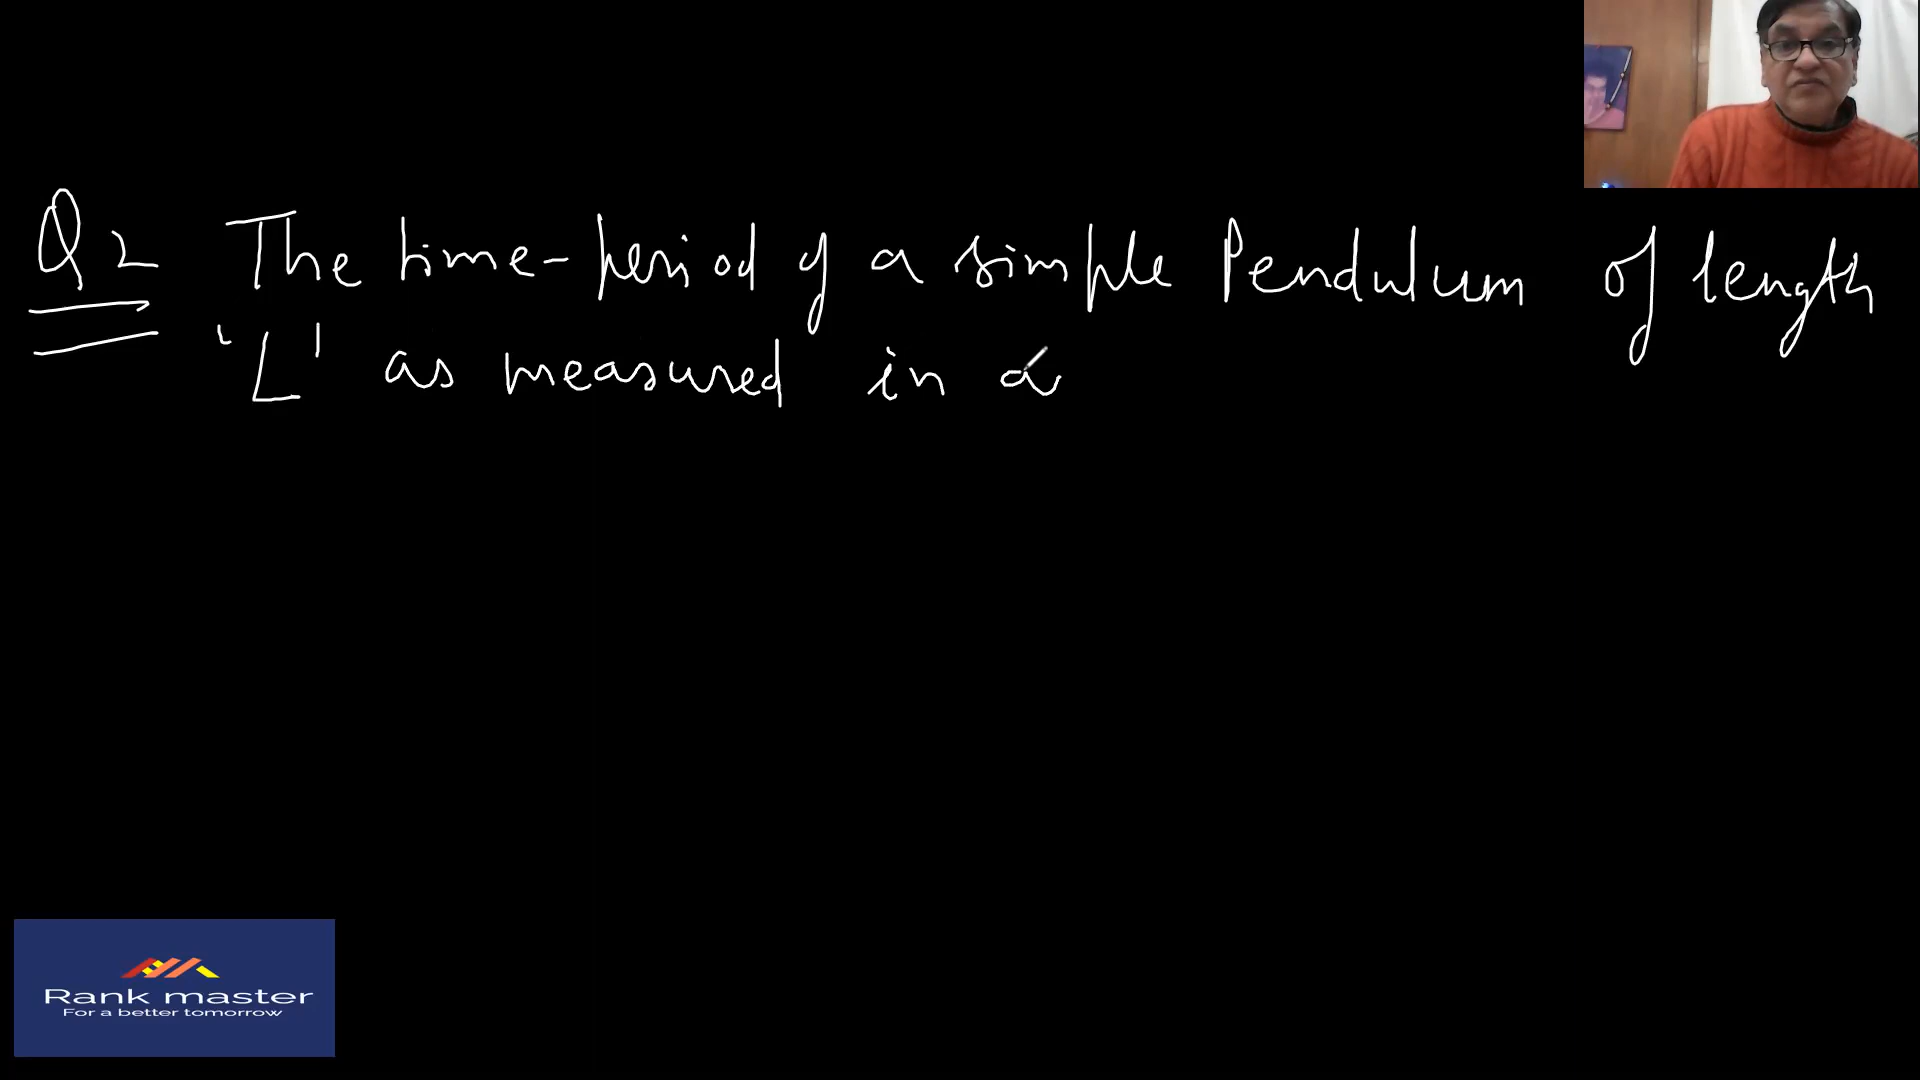 Q2 The time-period of a simple Pendulum of length
'L' as measured in a
Rank master
For a better tomorrow